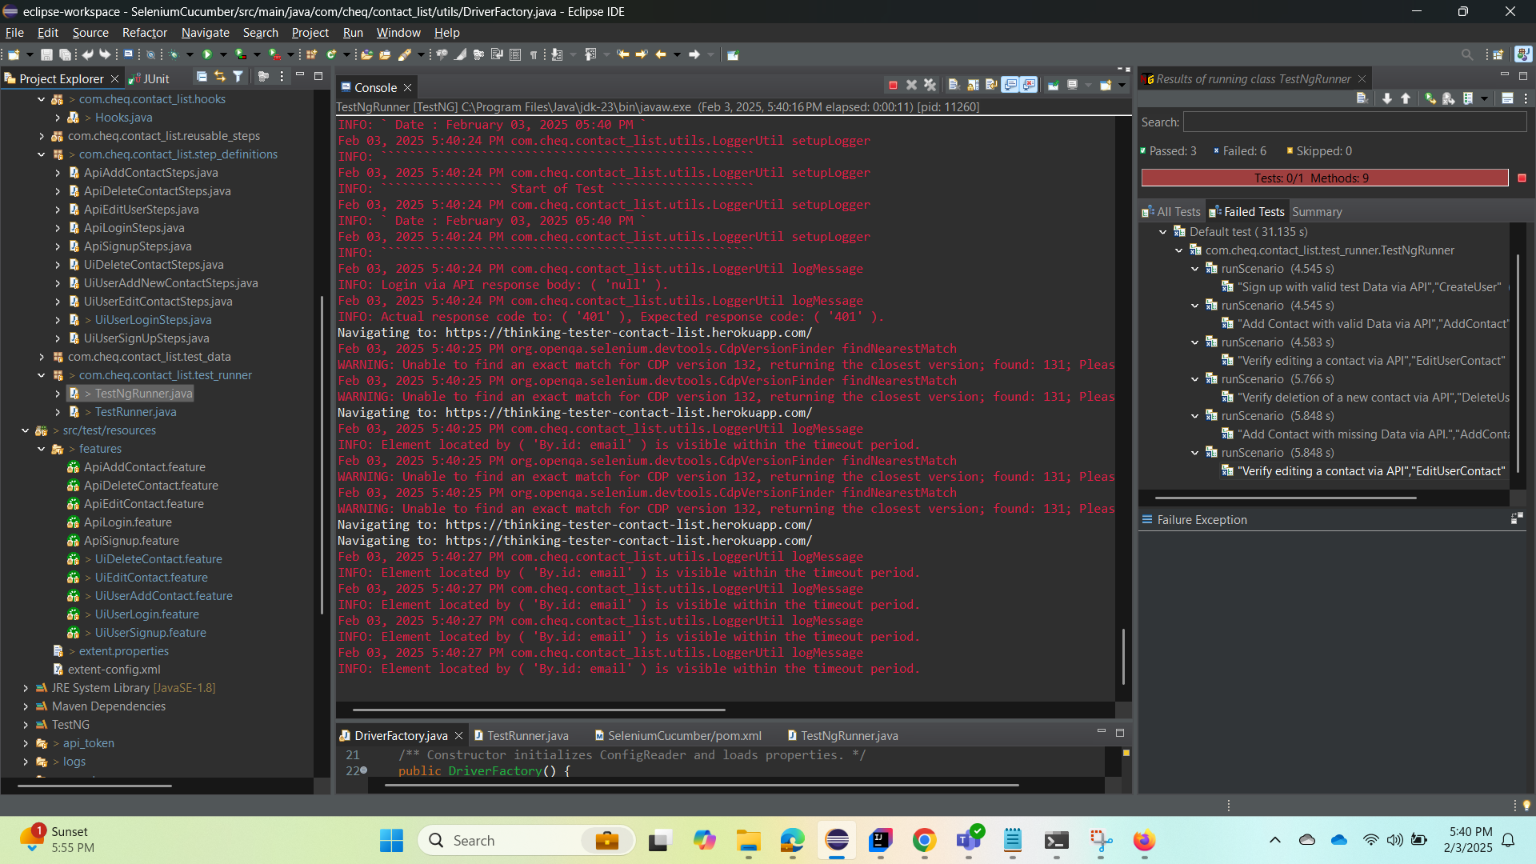 eclipse-workspace - SeleniumCucumber/src/main/java/com/cheq/contact_list/utils/DriverFactory.java - Eclipse IDE
File Edit Source Refactor Navigate Search Project Run Window Help
Project Explorer
JUnit
> com.cheq.contact_list.hooks
> Hooks.java
com.cheq.contact_list.reusable_steps
> com.cheq.contact_list.step_definitions
ApiAddContactSteps.java
ApiDeleteContactSteps.java
ApiEditUserSteps.java
ApiLoginSteps.java
ApiSignupSteps.java
UiDeleteContactSteps.java
UiUserAddNewContactSteps.java
UiUserEditContactSteps.java
> UiUserLoginSteps.java
UiUserSignUpSteps.java
com.cheq.contact_list.test_data
> com.cheq.contact_list.test_runner
> TestNgRunner.java
> TestRunner.java
> src/test/resources
> features
ApiAddContact.feature
ApiDeleteContact.feature
ApiEditContact.feature
ApiLogin.feature
ApiSignup.feature
> UiDeleteContact.feature
> UiEditContact.feature
> UiUserAddContact.feature
> UiUserLogin.feature
> UiUserSignup.feature
> extent.properties
extent-config.xml
JRE System Library [JavaSE-1.8]
Maven Dependencies
TestNG
> api_token
> logs
Console
TestNgRunner [TestNG] C:\Program Files\Java\jdk-23\bin\javaw.exe (Feb 3, 2025, 5:40:16 PM elapsed: 0:00:11) [pid: 11260]
INFO: ` Date : February 03, 2025 05:40 PM `
Feb 03, 2025 5:40:24 PM com.cheq.contact_list.utils.LoggerUtil setupLogger
INFO: ````````````````````````````````````````````````````
Feb 03, 2025 5:40:24 PM com.cheq.contact_list.utils.LoggerUtil setupLogger
INFO: ````````````````` Start of Test ````````````````````
Feb 03, 2025 5:40:24 PM com.cheq.contact_list.utils.LoggerUtil setupLogger
INFO: ` Date : February 03, 2025 05:40 PM `
Feb 03, 2025 5:40:24 PM com.cheq.contact_list.utils.LoggerUtil setupLogger
INFO: ````````````````````````````````````````````````````
Feb 03, 2025 5:40:24 PM com.cheq.contact_list.utils.LoggerUtil logMessage
INFO: Login via API response body: ( 'null' ).
Feb 03, 2025 5:40:24 PM com.cheq.contact_list.utils.LoggerUtil logMessage
INFO: Actual response code to: ( '401' ), Expected response code: ( '401' ).
Navigating to: https://thinking-tester-contact-list.herokuapp.com/
Feb 03, 2025 5:40:25 PM org.openqa.selenium.devtools.CdpVersionFinder findNearestMatch
WARNING: Unable to find an exact match for CDP version 132, returning the closest version; found: 131; Pleas
Feb 03, 2025 5:40:25 PM org.openqa.selenium.devtools.CdpVersionFinder findNearestMatch
WARNING: Unable to find an exact match for CDP version 132, returning the closest version; found: 131; Pleas
Navigating to: https://thinking-tester-contact-list.herokuapp.com/
Feb 03, 2025 5:40:25 PM com.cheq.contact_list.utils.LoggerUtil logMessage
INFO: Element located by ( 'By.id: email' ) is visible within the timeout period.
Feb 03, 2025 5:40:25 PM org.openqa.selenium.devtools.CdpVersionFinder findNearestMatch
WARNING: Unable to find an exact match for CDP version 132, returning the closest version; found: 131; Pleas
Feb 03, 2025 5:40:25 PM org.openqa.selenium.devtools.CdpVersionFinder findNearestMatch
WARNING: Unable to find an exact match for CDP version 132, returning the closest version; found: 131; Pleas
Navigating to: https://thinking-tester-contact-list.herokuapp.com/
Navigating to: https://thinking-tester-contact-list.herokuapp.com/
Feb 03, 2025 5:40:27 PM com.cheq.contact_list.utils.LoggerUtil logMessage
INFO: Element located by ( 'By.id: email' ) is visible within the timeout period.
Feb 03, 2025 5:40:27 PM com.cheq.contact_list.utils.LoggerUtil logMessage
INFO: Element located by ( 'By.id: email' ) is visible within the timeout period.
Feb 03, 2025 5:40:27 PM com.cheq.contact_list.utils.LoggerUtil logMessage
INFO: Element located by ( 'By.id: email' ) is visible within the timeout period.
Feb 03, 2025 5:40:27 PM com.cheq.contact_list.utils.LoggerUtil logMessage
INFO: Element located by ( 'By.id: email' ) is visible within the timeout period.
DriverFactory.java TestRunner.java SeleniumCucumber/pom.xml TestNgRunner.java
21 /** Constructor initializes ConfigReader and loads properties. */
22 public DriverFactory() {
Results of running class TestNgRunner
Search:
Passed: 3 Failed: 6 Skipped: 0
Tests: 0/1 Methods: 9
All Tests Failed Tests Summary
Default test ( 31.135 s)
com.cheq.contact_list.test_runner.TestNgRunner
runScenario (4.545 s)
"Sign up with valid test Data via API","CreateUser" (
runScenario (4.545 s)
"Add Contact with valid Data via API","AddContact"
runScenario (4.583 s)
"Verify editing a contact via API","EditUserContact"
runScenario (5.766 s)
"Verify deletion of a new contact via API","DeleteUs
runScenario (5.848 s)
"Add Contact with missing Data via API.","AddConta
runScenario (5.848 s)
"Verify editing a contact via API","EditUserContact"
Failure Exception
1
Sunset
5:55 PM
Search
5:40 PM
2/3/2025